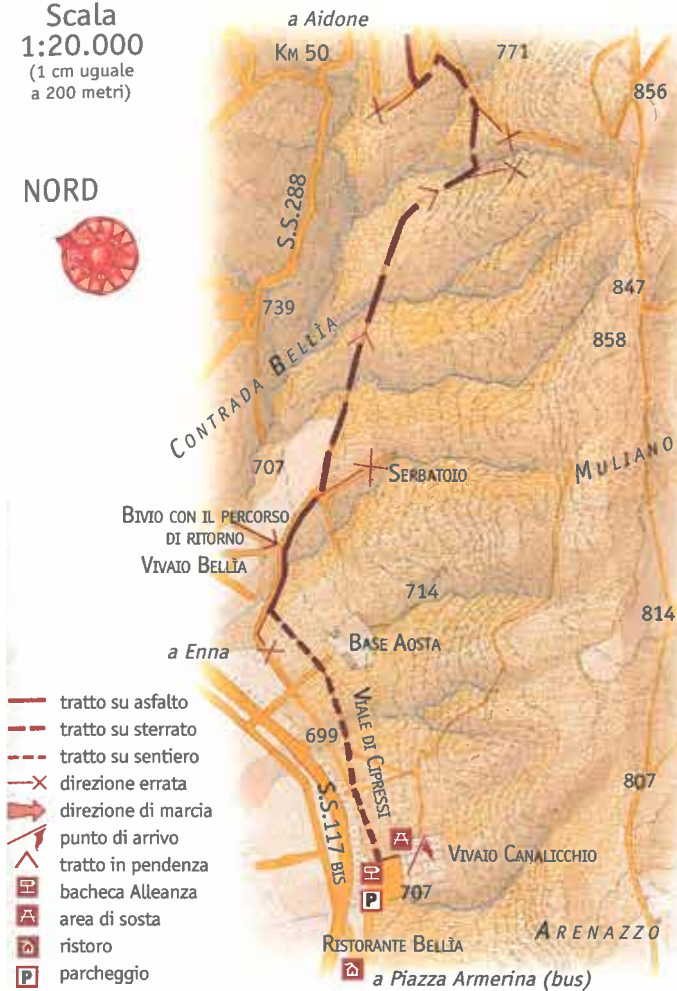 Scala
1:20.000
(1 cm uguale
a 200 metri)
a Aidone
KM 50
771
856
NORD
S.S.288
739
847
858
CONTRADA BELLÌA
707
SERBATOIO
MULIANO
BIVIO CON IL PERCORSO
DI RITORNO
VIVAIO BELLÌA
714
814
a Enna
BASE AOSTA
tratto su asfalto
tratto su sterrato
tratto su sentiero
direzione errata
direzione di marcia
punto di arrivo
tratto in pendenza
bacheca Alleanza
area di sosta
ristoro
P parcheggio
699
VIALE DI CIPRESSI
S.S.117 BIS
807
VIVAIO CANALICCHIO
P
707
ARENAZZO
RISTORANTE BELLÌA
a Piazza Armerina (bus)